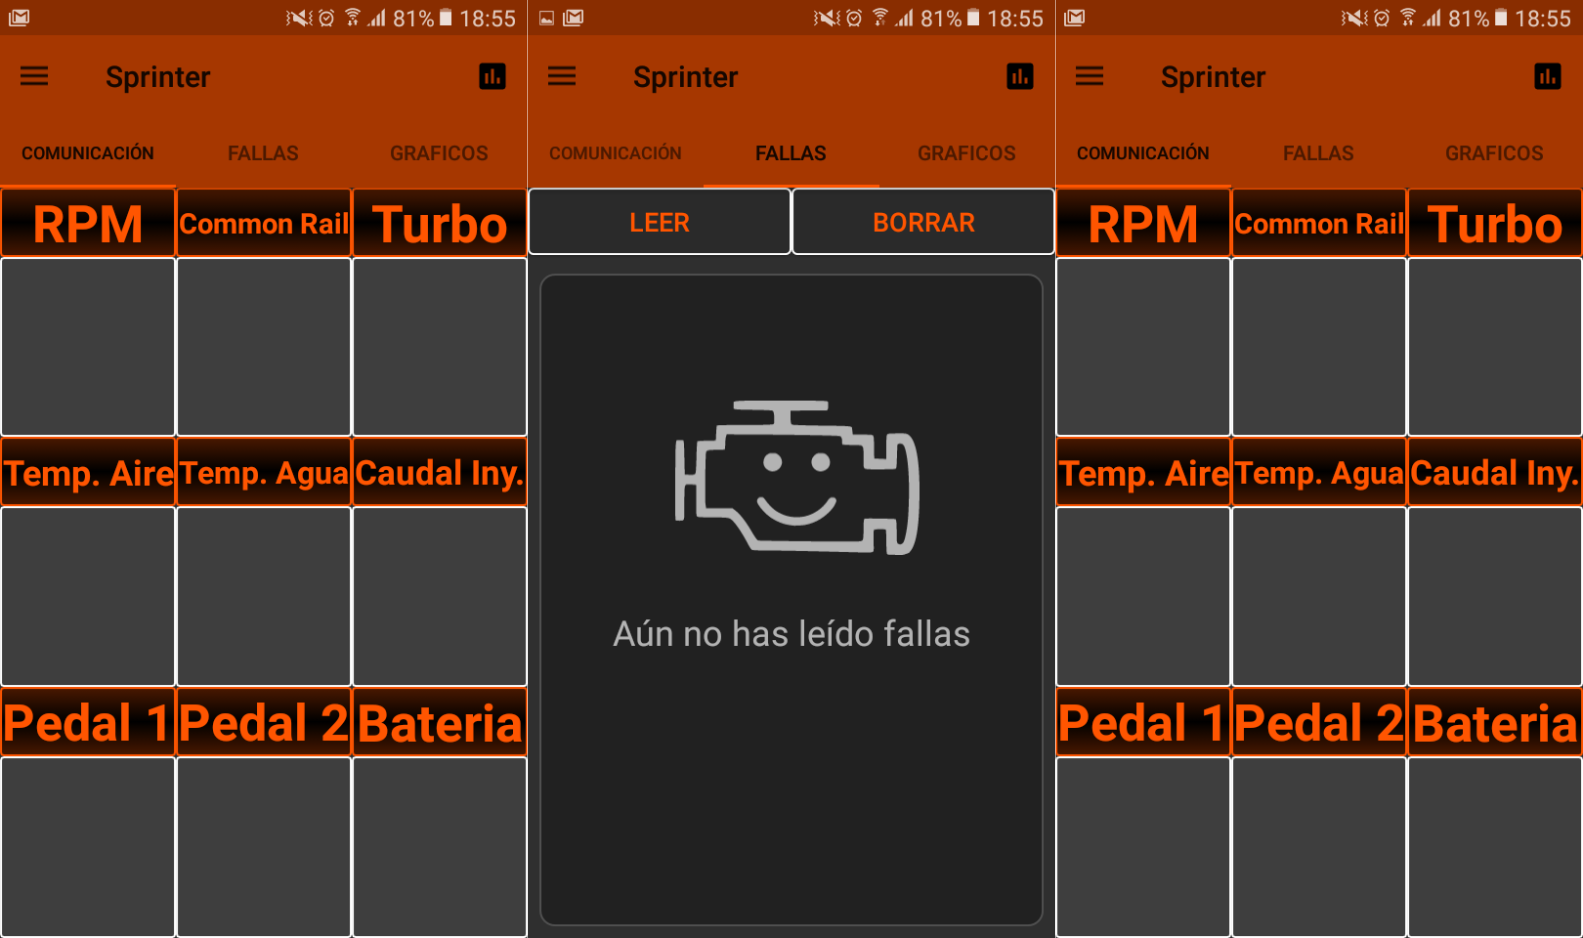 81% 18:55
Sprinter
COMUNICACIÓN FALLAS GRAFICOS
RPM Common Rail Turbo
Temp. Aire Temp. Agua Caudal Iny.
Pedal 1 Pedal 2 Bateria
81% 18:55
Sprinter
COMUNICACIÓN FALLAS GRAFICOS
LEER BORRAR
Aún no has leído fallas
81% 18:55
Sprinter
COMUNICACIÓN FALLAS GRAFICOS
RPM Common Rail Turbo
Temp. Aire Temp. Agua Caudal Iny.
Pedal 1 Pedal 2 Bateria